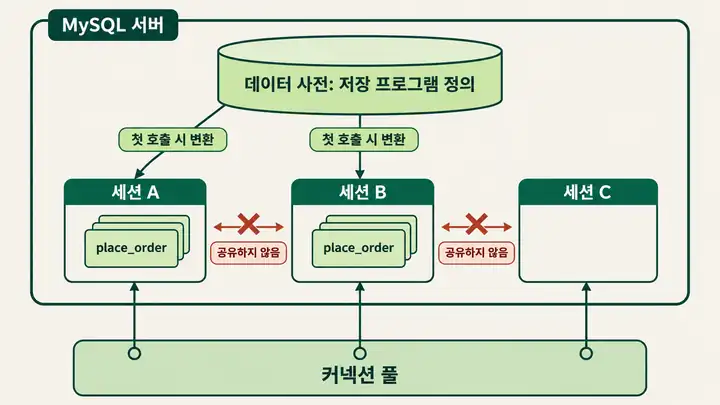 MySQL 서버
데이터 사전: 저장 프로그램 정의
첫 호출 시 변환
첫 호출 시 변환
세션 A
세션 B
세션 C
place_order
공유하지 않음
place_order
공유하지 않음
커넥션 풀